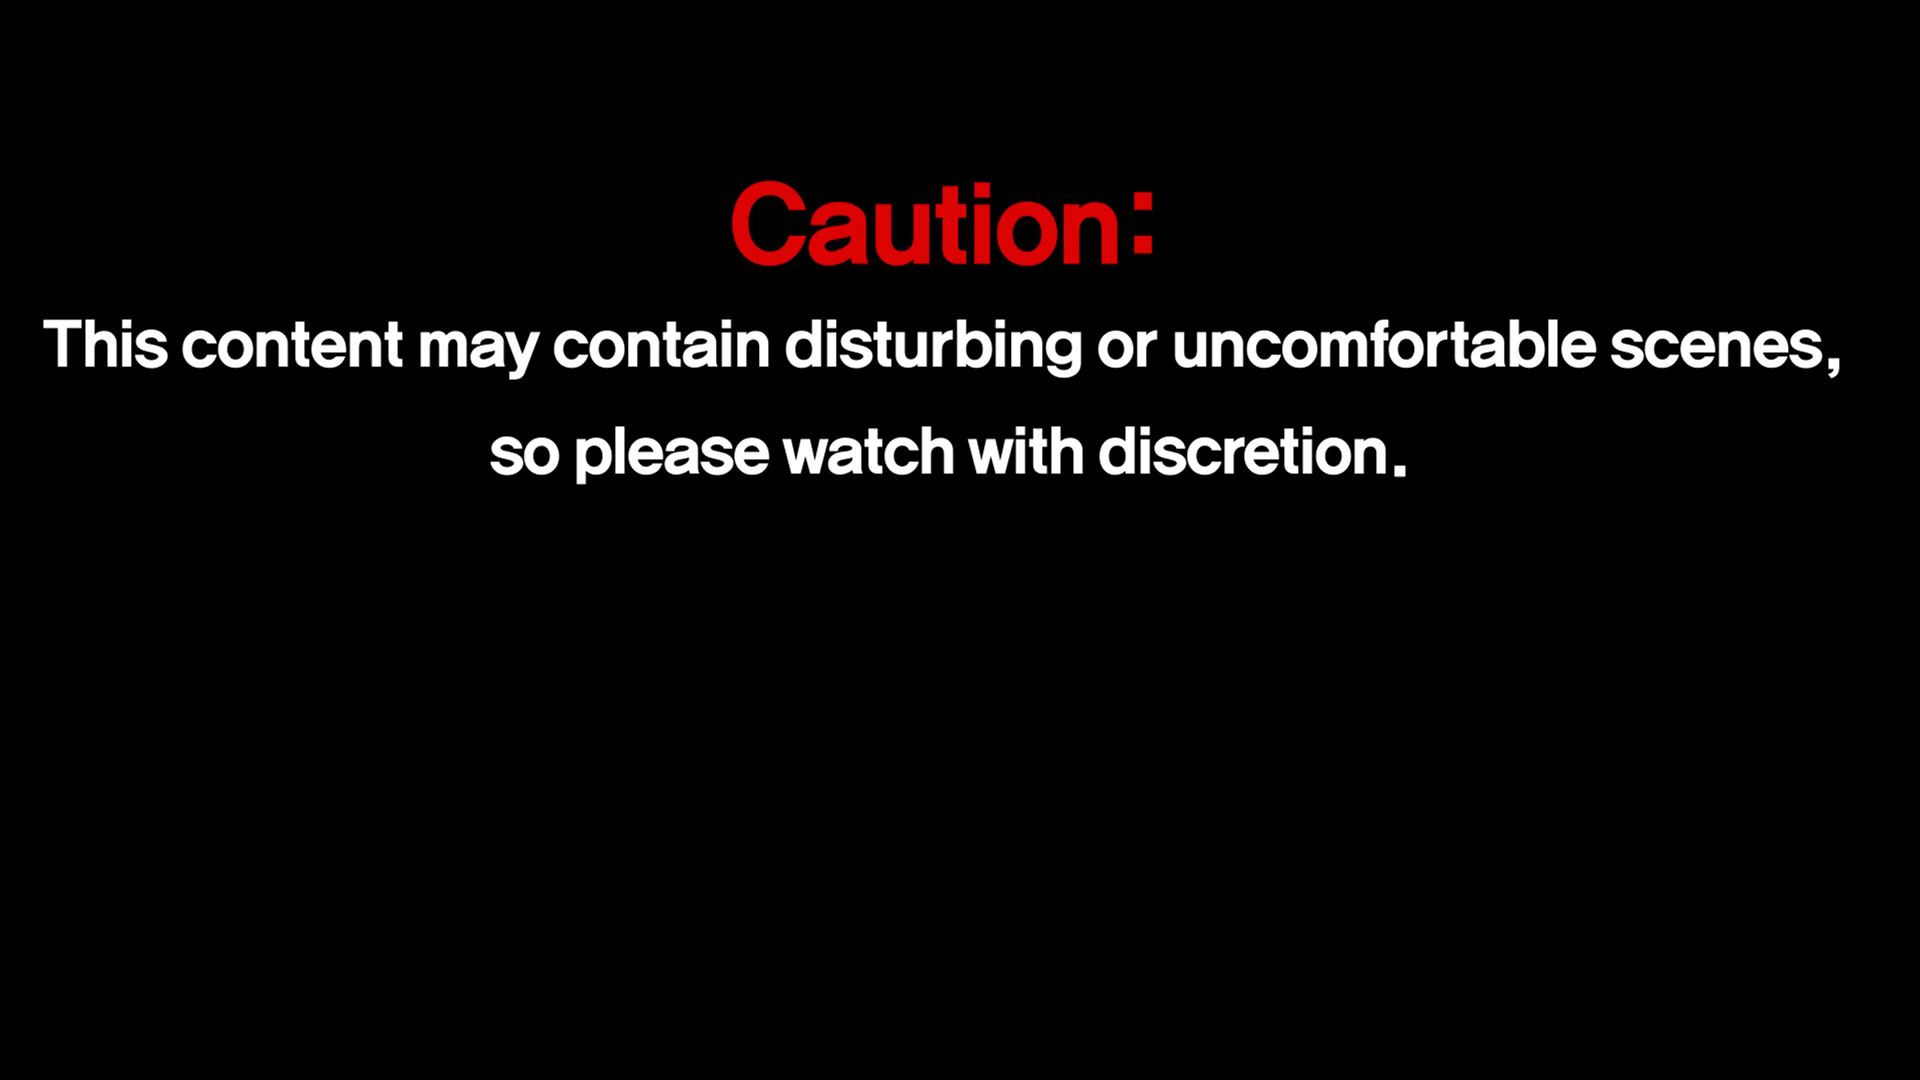 Caution:
This content may contain disturbing or uncomfortable scenes,
so please watch with discretion.